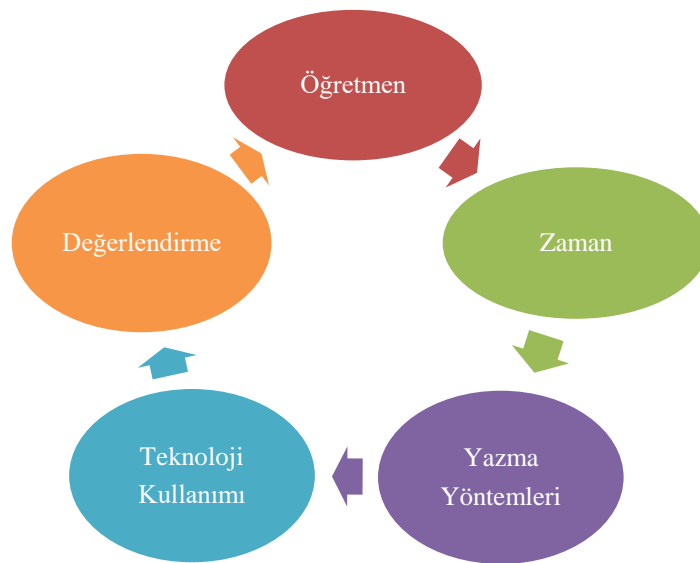 Öğretmen
Zaman
Yazma
Yöntemleri
Teknoloji
Kullanımı
Değerlendirme